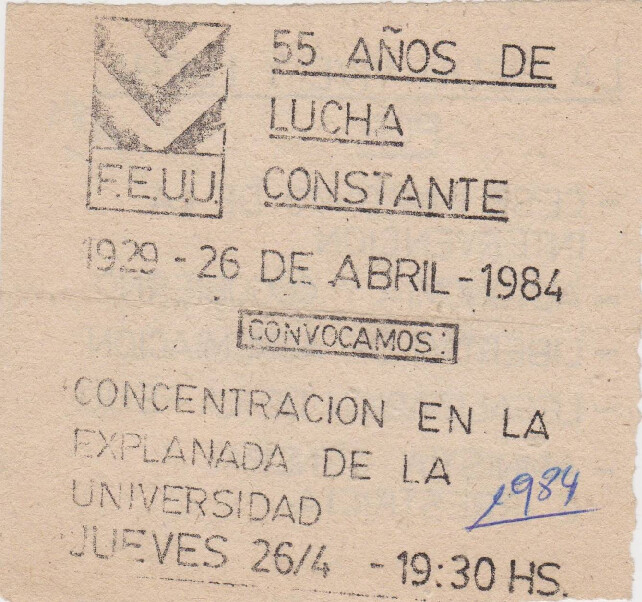 55 AÑOS DE
LUCHA
F.E.U.U. CONSTANTE
1929 - 26 DE ABRIL - 1984
CONVOCAMOS:
CONCENTRACION EN LA
EXPLANADA DE LA
UNIVERSIDAD
1984
JUEVES 26/4 - 19:30 HS.